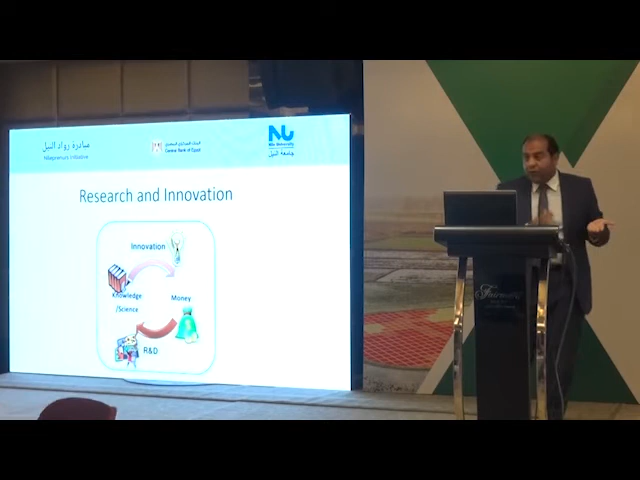 مبادرة رواد النيل
Nilepreneurs Initiative
البنك المركزي المصري
Central Bank of Egypt
NU
Nile University
جامعة النيل
Research and Innovation
Innovation
Knowledge
/Science
Money
R&D
Fairmont